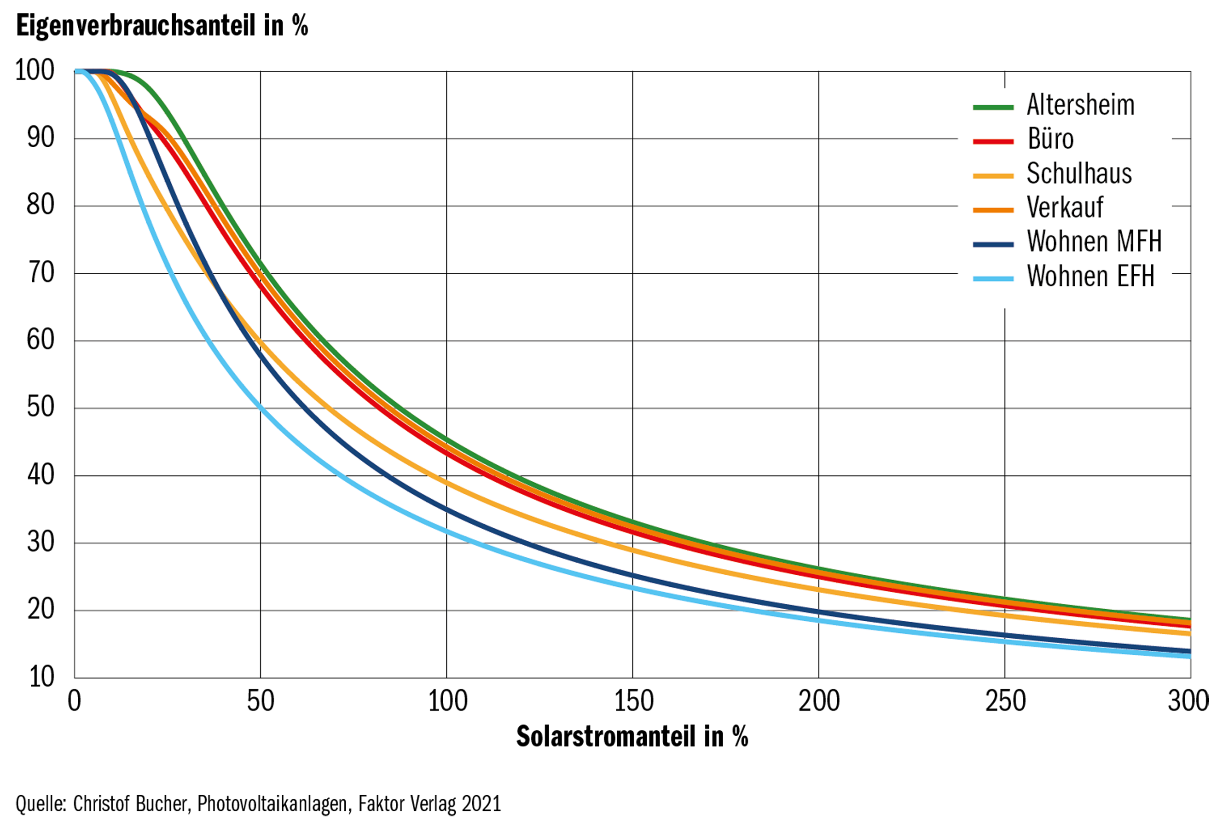 Eigenverbrauchsanteil in %
100
90
80
70
60
50
40
30
20
10
0
50
100
150
200
250
300
Altersheim
Büro
Schulhaus
Verkauf
Wohnen MFH
Wohnen EFH
Solarstromanteil in %
Quelle: Christof Bucher, Photovoltaikanlagen, Faktor Verlag 2021